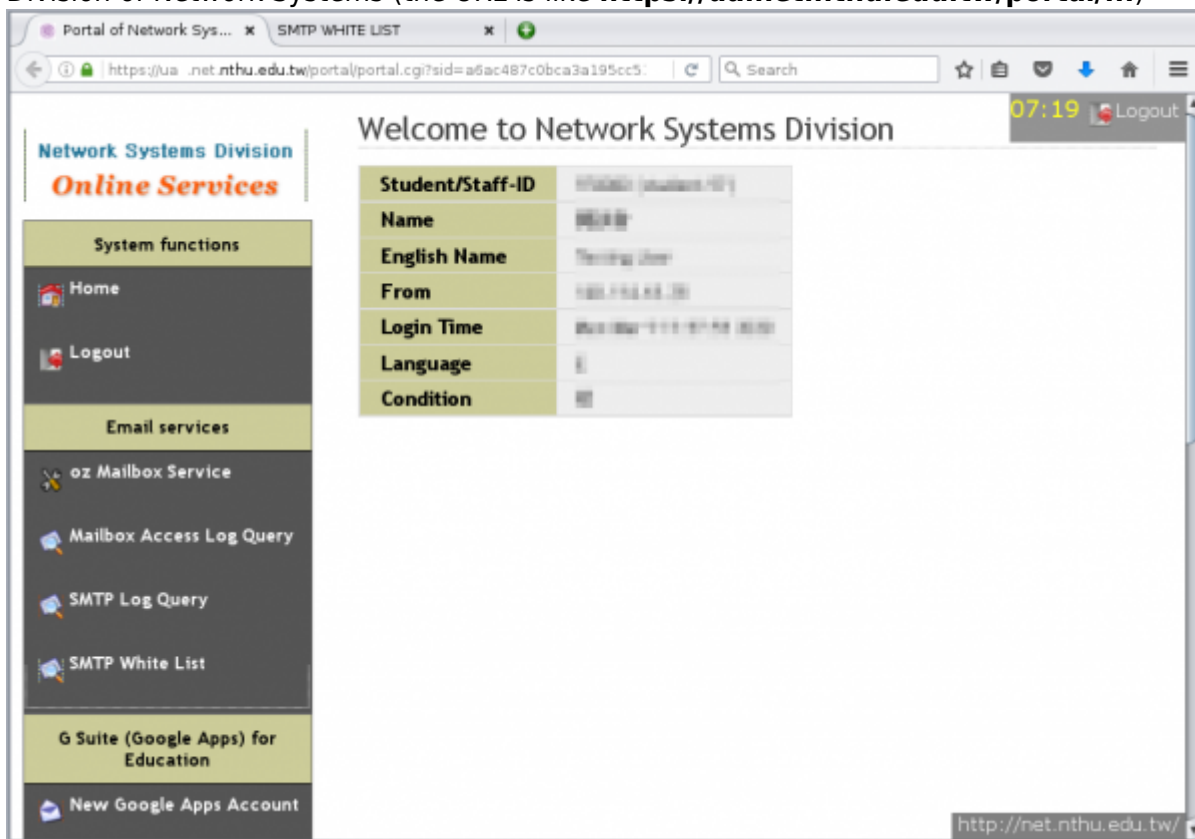 Portal of Network Sys...
SMTP WHITE LIST
https://ua .net.nthu.edu.tw/portal/portal.cgi?sid=a6ac487c0bca3a195cc5
Search
07:19 Logout
Network Systems Division
Online Services
System functions
Home
Logout
Email services
oz Mailbox Service
Mailbox Access Log Query
SMTP Log Query
SMTP White List
G Suite (Google Apps) for
Education
New Google Apps Account
Welcome to Network Systems Division
Student/Staff-ID
Name
English Name
From
Login Time
Language
Condition
http://net.nthu.edu.tw/